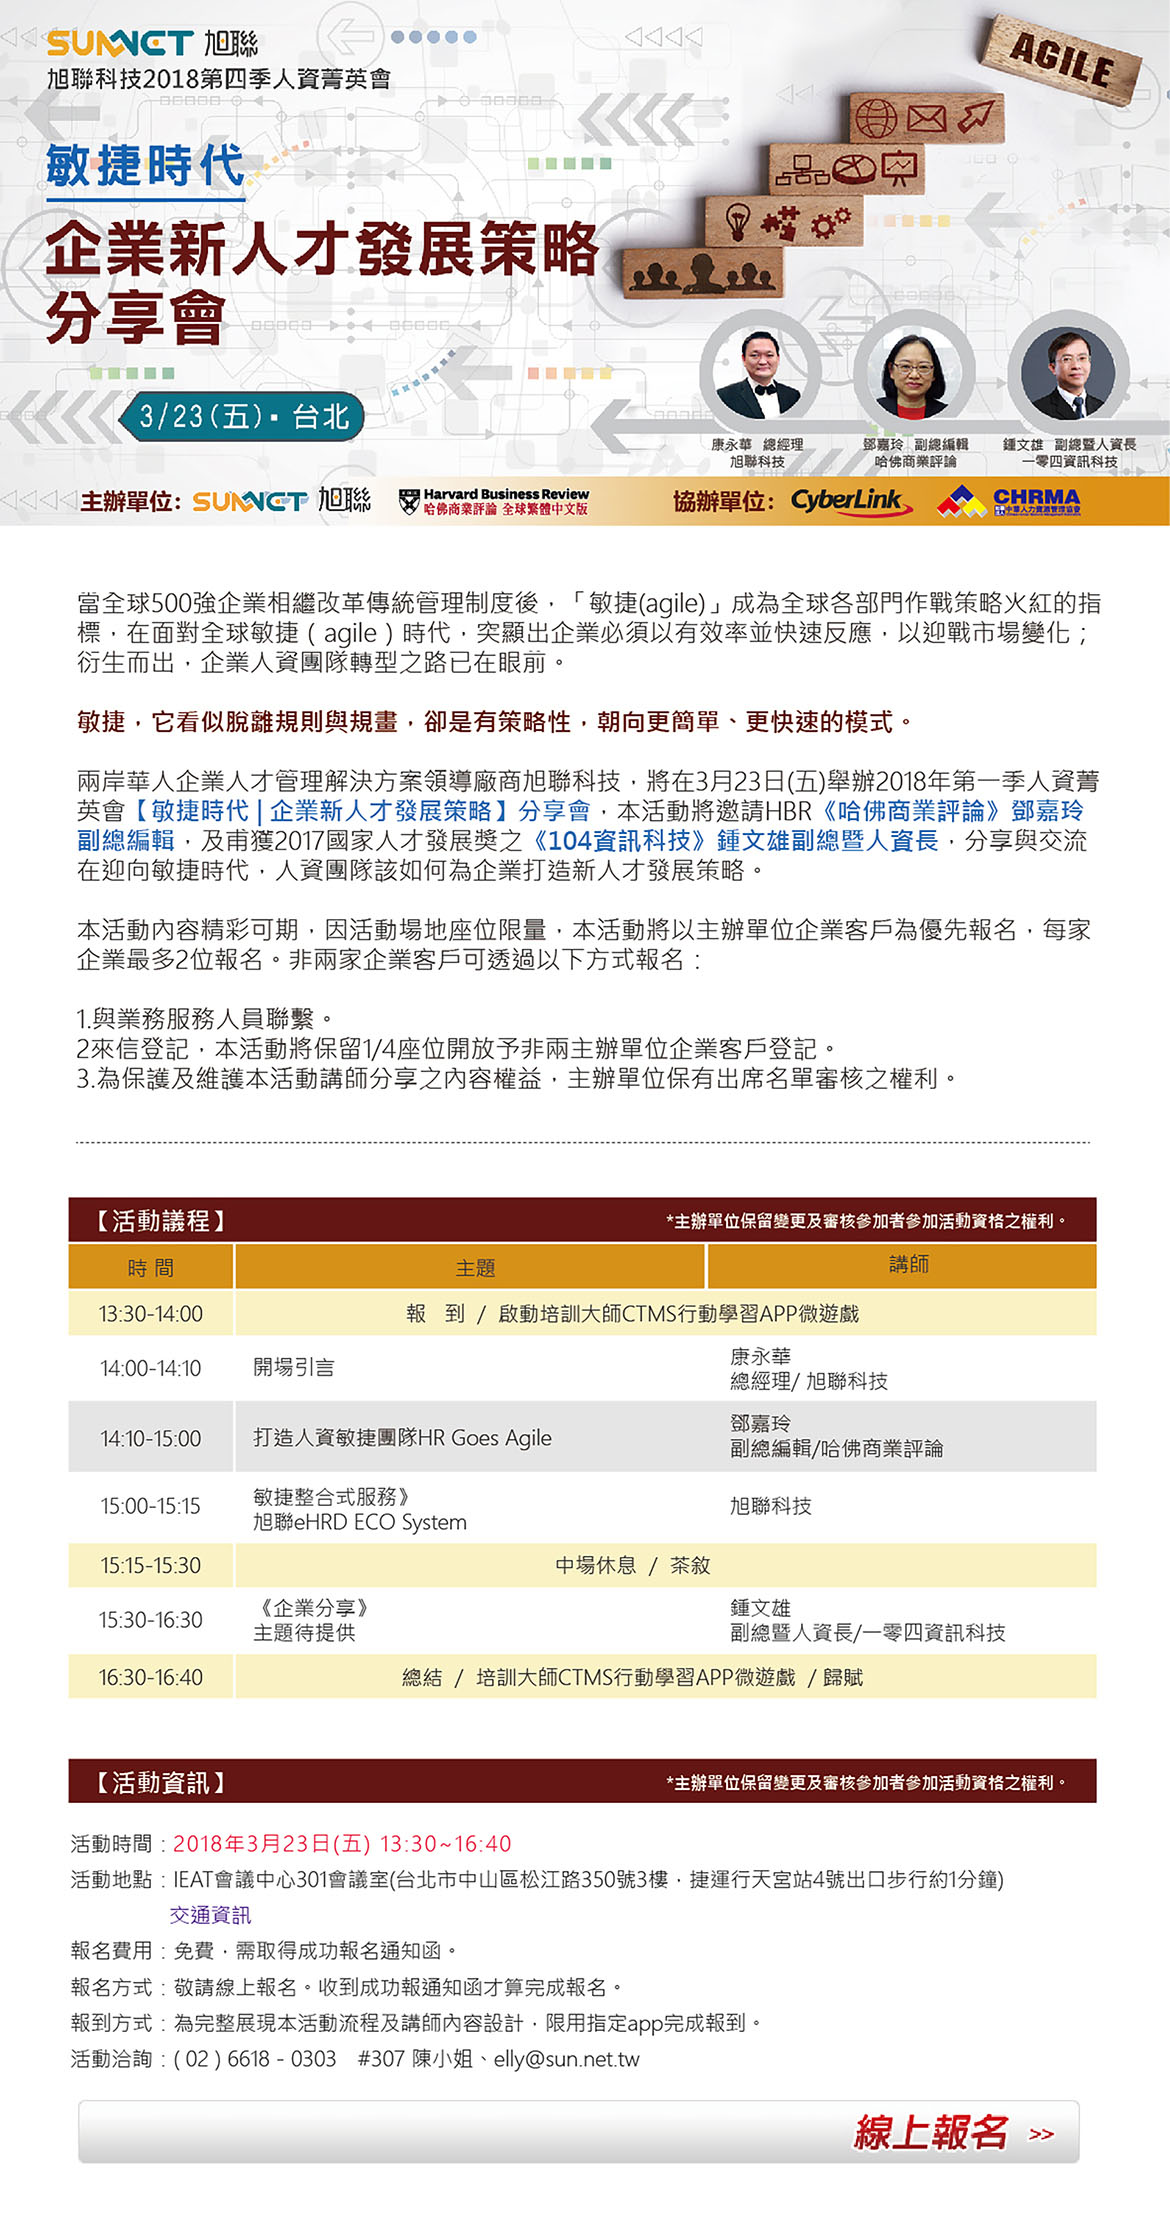 SUNNET 旭聯
旭聯科技2018第四季人資菁英會
AGILE
敏捷時代
企業新人才發展策略
分享會
3/23(五)▪台北
康永華 總經理
旭聯科技
鄧嘉玲 副總編輯
哈佛商業評論
鍾文雄 副總暨人資長
一零四資訊科技
主辦單位: SUNNET 旭聯 Harvard Business Review
哈佛商業評論 全球繁體中文版
協辦單位: CyberLink CHRMA
中華人力資源管理協會
當全球500強企業相繼改革傳統管理制度後，「敏捷(agile)」成為全球各部門作戰策略火紅的指
標，在面對全球敏捷（agile）時代，突顯出企業必須以有效率並快速反應，以迎戰市場變化；
衍生而出，企業人資團隊轉型之路已在眼前。
敏捷，它看似脫離規則與規畫，卻是有策略性，朝向更簡單、更快速的模式。
兩岸華人企業人才管理解決方案領導廠商旭聯科技，將在3月23日(五)舉辦2018年第一季人資菁
英會【敏捷時代|企業新人才發展策略】分享會，本活動將邀請HBR《哈佛商業評論》鄧嘉玲
副總編輯，及甫獲2017國家人才發展獎之《104資訊科技》鍾文雄副總暨人資長，分享與交流
在迎向敏捷時代，人資團隊該如何為企業打造新人才發展策略。
本活動內容精彩可期，因活動場地座位限量，本活動將以主辦單位企業客戶為優先報名，每家
企業最多2位報名。非兩家企業客戶可透過以下方式報名：
1.與業務服務人員聯繫。
2來信登記，本活動將保留1/4座位開放予非兩主辦單位企業客戶登記。
3.為保護及維護本活動講師分享之內容權益，主辦單位保有出席名單審核之權利。
【活動議程】 *主辦單位保留變更及審核參加者參加活動資格之權利。
時 間 主題 講師
13:30-14:00 報 到 / 啟動培訓大師CTMS行動學習APP微遊戲
14:00-14:10 開場引言 康永華
總經理/ 旭聯科技
14:10-15:00 打造人資敏捷團隊HR Goes Agile 鄧嘉玲
副總編輯/哈佛商業評論
15:00-15:15 敏捷整合式服務》
旭聯eHRD ECO System 旭聯科技
15:15-15:30 中場休息 / 茶敘
15:30-16:30 《企業分享》
主題待提供 鍾文雄
副總暨人資長/一零四資訊科技
16:30-16:40 總結 / 培訓大師CTMS行動學習APP微遊戲 / 歸賦
【活動資訊】 *主辦單位保留變更及審核參加者參加活動資格之權利。
活動時間：2018年3月23日(五) 13:30~16:40
活動地點：IEAT會議中心301會議室(台北市中山區松江路350號3樓，捷運行天宮站4號出口步行約1分鐘)
交通資訊
報名費用：免費，需取得成功報名通知函。
報名方式：敬請線上報名。收到成功報通知函才算完成報名。
報到方式：為完整展現本活動流程及講師內容設計，限用指定app完成報到。
活動洽詢：( 02 ) 6618 - 0303 #307 陳小姐、elly@sun.net.tw
線上報名 >>